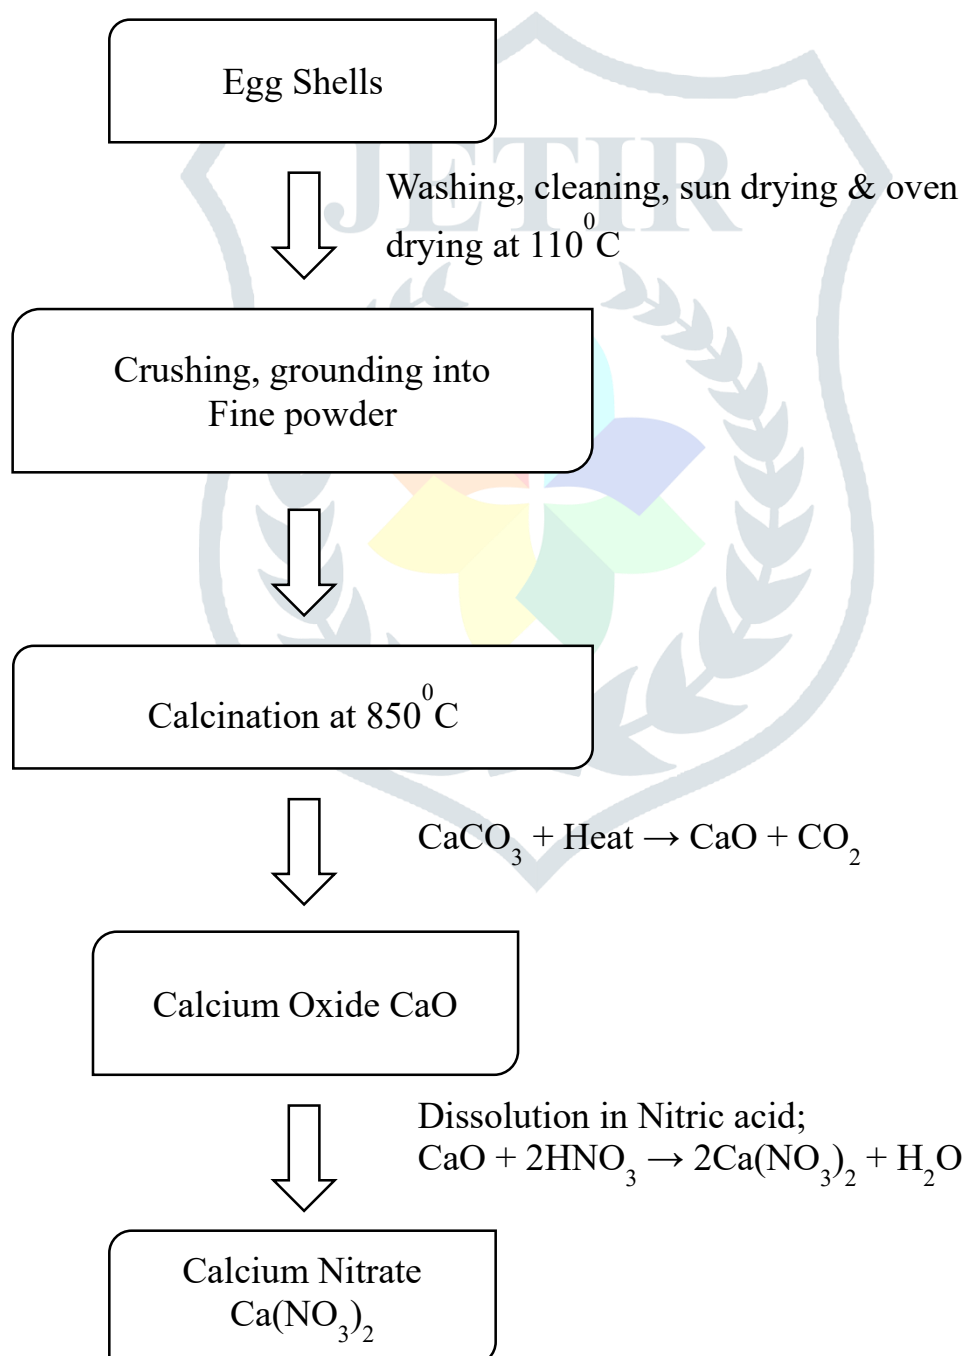 JETIR
Egg Shells
Washing, cleaning, sun drying & oven
drying at 110⁰C
Crushing, grounding into
Fine powder
Calcination at 850⁰C
CaCO₃ + Heat → CaO + CO₂
Calcium Oxide CaO
Dissolution in Nitric acid;
CaO + 2HNO₃ → 2Ca(NO₃)₂ + H₂O
Calcium Nitrate
Ca(NO₃)₂